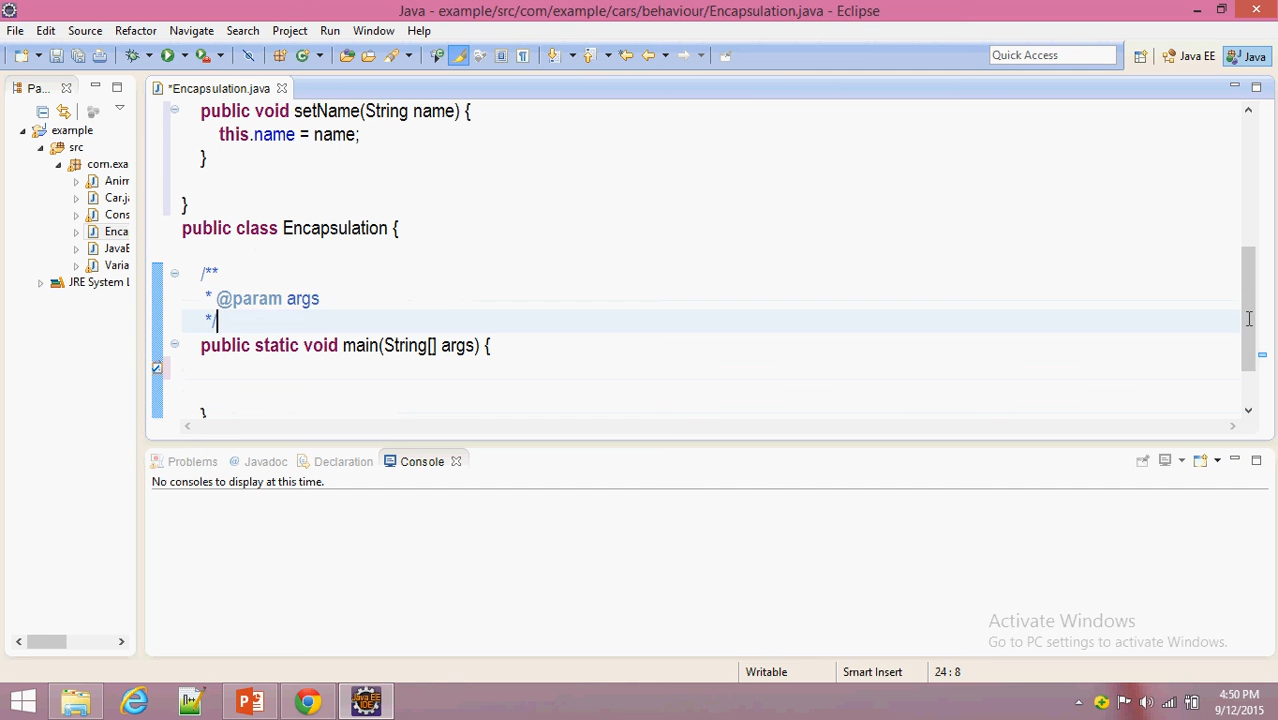 Java - example/src/com/example/cars/behaviour/Encapsulation.java - Eclipse
File Edit Source Refactor Navigate Search Project Run Window Help
Quick Access
Java EE
Java
Pa...
*Encapsulation.java
example
src
com.exa
Anim
Car.ja
Cons
Enca
JavaE
Varia
JRE System L
public void setName(String name) {
this.name = name;
}
}
public class Encapsulation {
/**
* @param args
*/
public static void main(String[] args) {
}
Problems @ Javadoc Declaration Console
No consoles to display at this time.
Activate Windows
Go to PC settings to activate Windows.
Writable Smart Insert 24 : 8
4:50 PM
9/12/2015